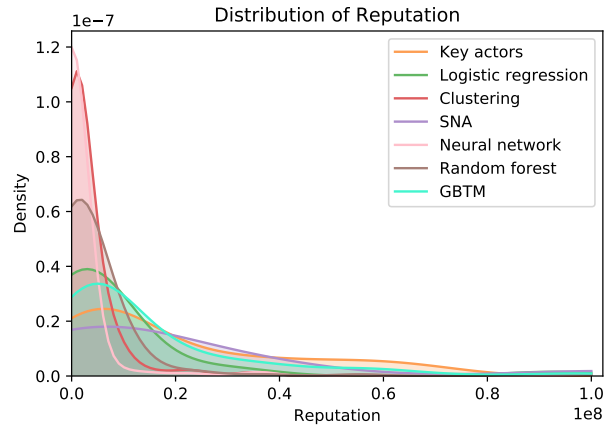 Distribution of Reputation
1e−7
1.2
1.0
0.8
0.6
0.4
0.2
0.0
Density
Key actors
Logistic regression
Clustering
SNA
Neural network
Random forest
GBTM
0.0 0.2 0.4 0.6 0.8 1.0
1e8
Reputation